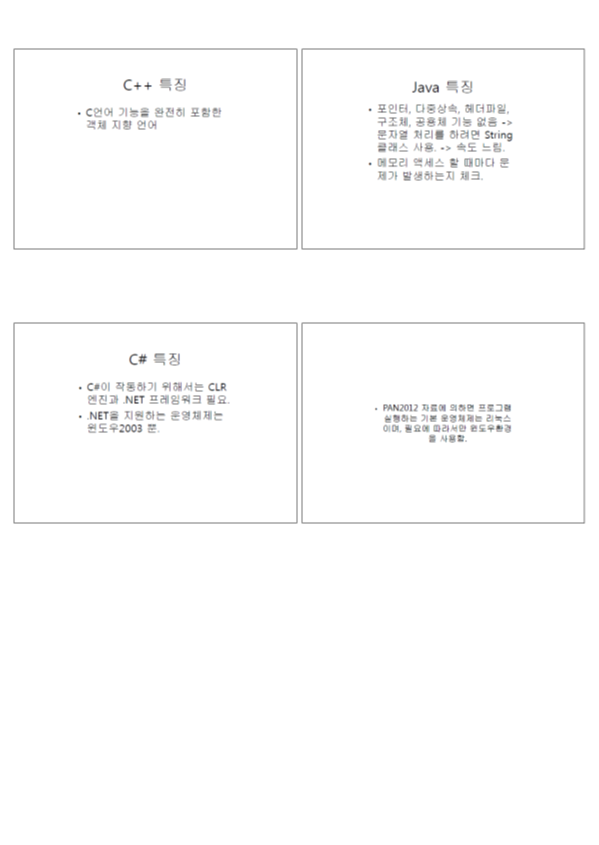 C++ 특징
• C언어 기능을 완전히 포함한
객체 지향 언어
Java 특징
• 포인터, 다중상속, 헤더파일,
구조체, 공용체 기능 없음 ->
문자열 처리를 하려면 String
클래스 사용. -> 속도 느림.
• 메모리 액세스 할 때마다 문
제가 발생하는지 체크.
C# 특징
• C#이 작동하기 위해서는 CLR
엔진과 .NET 프레임워크 필요.
• .NET을 지원하는 운영체제는
윈도우2003 뿐.
• PAN2012 자료에 의하면 프로그램
실행하는 기본 운영체제는 리눅스
이며, 필요에 따라서만 윈도우환경
을 사용함.